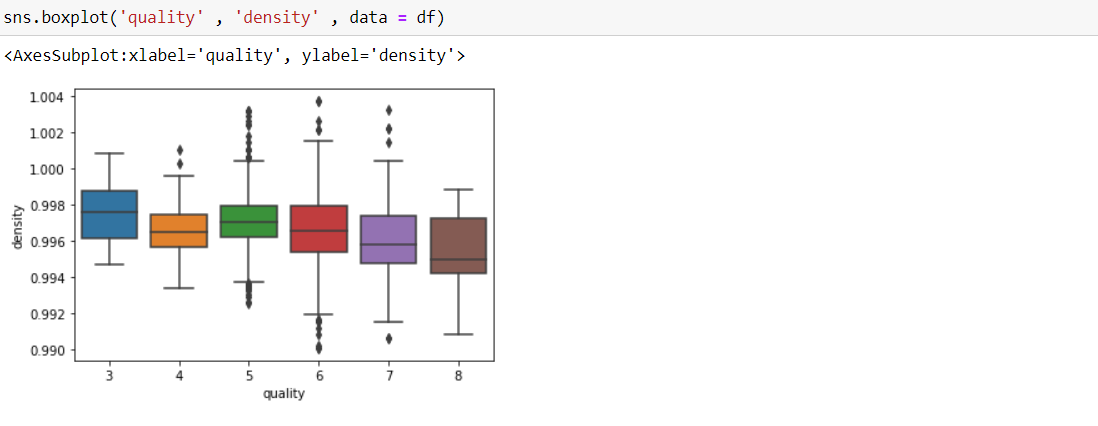 sns.boxplot('quality' , 'density' , data = df)
<AxesSubplot:xlabel='quality', ylabel='density'>
1.004
1.002
1.000
0.998
0.996
0.994
0.992
0.990
density
3 4 5 6 7 8
quality